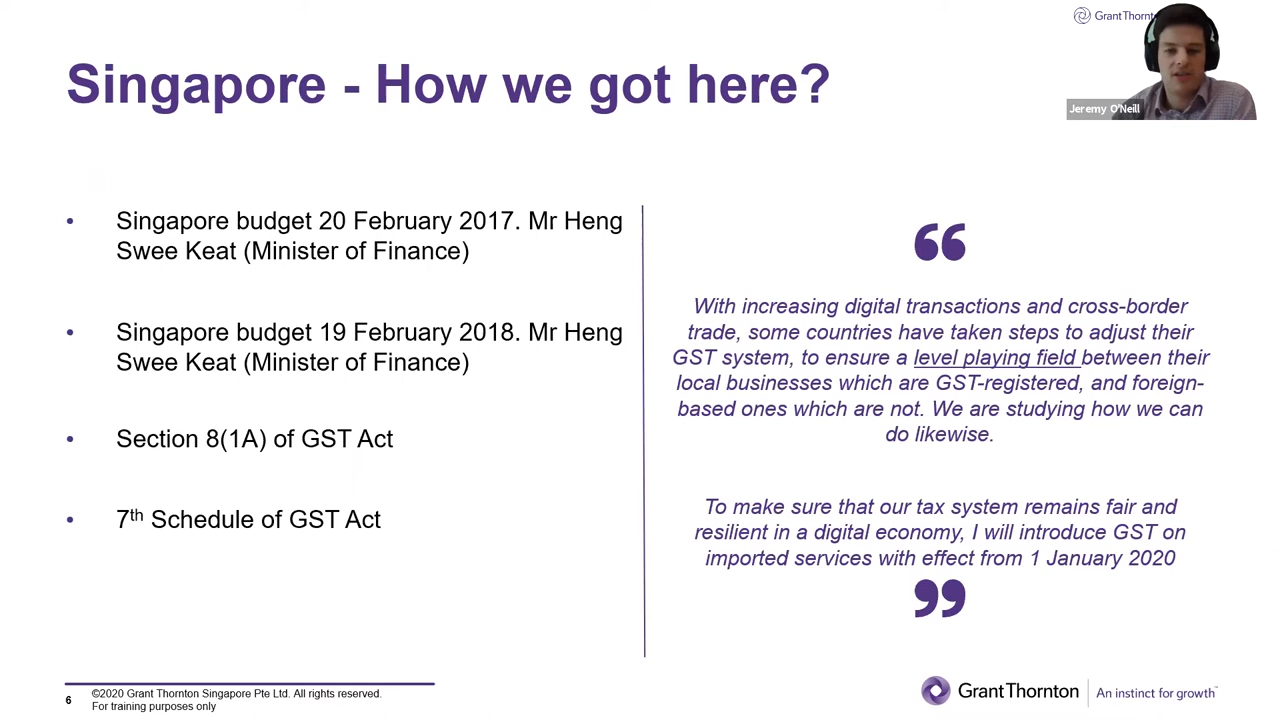 Grant Thornt
Jeremy O'Neill
Singapore - How we got here?
• Singapore budget 20 February 2017. Mr Heng
Swee Keat (Minister of Finance)
• Singapore budget 19 February 2018. Mr Heng
Swee Keat (Minister of Finance)
• Section 8(1A) of GST Act
• 7th Schedule of GST Act
“
With increasing digital transactions and cross-border
trade, some countries have taken steps to adjust their
GST system, to ensure a level playing field between their
local businesses which are GST-registered, and foreign-
based ones which are not. We are studying how we can
do likewise.
To make sure that our tax system remains fair and
resilient in a digital economy, I will introduce GST on
imported services with effect from 1 January 2020
”
6
©2020 Grant Thornton Singapore Pte Ltd. All rights reserved.
For training purposes only
Grant Thornton
An instinct for growth™